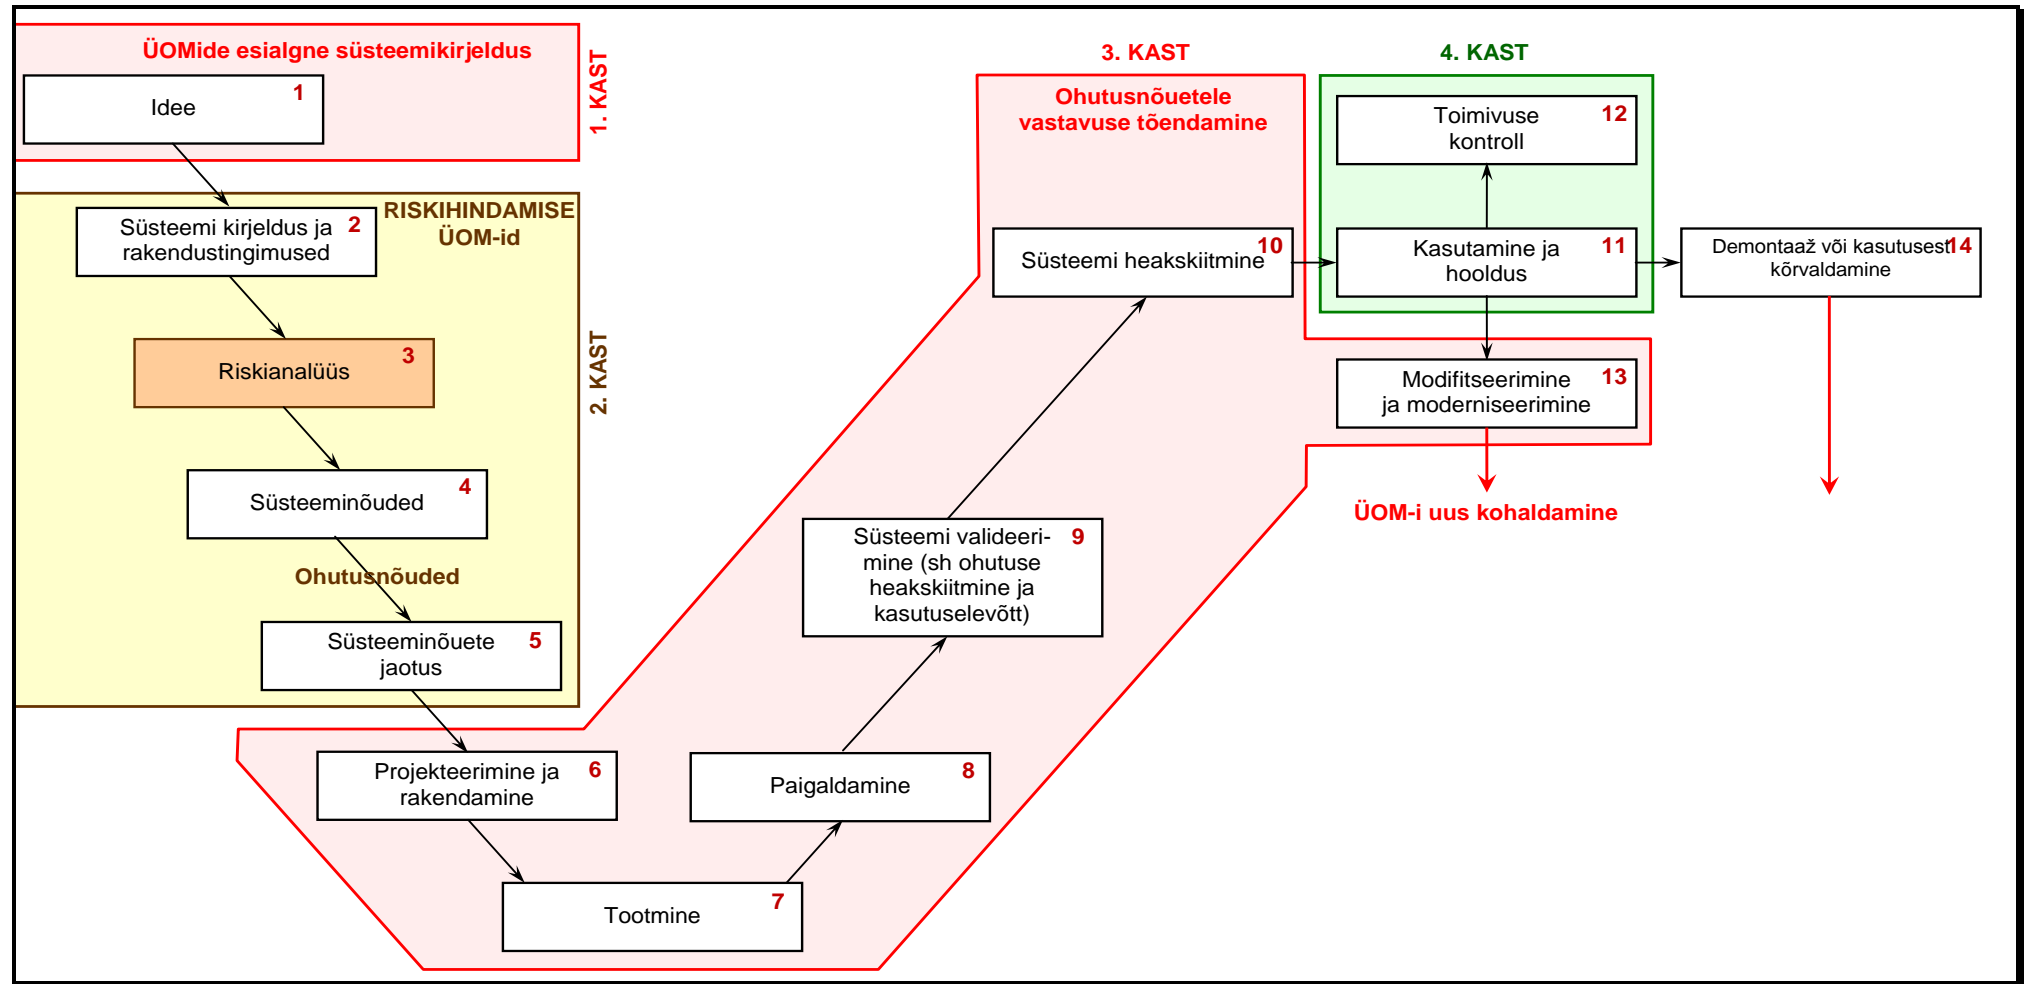 ÜOMide esialgne süsteemikirjeldus
1. KAST
Idee 1
RISKIHINDAMISE
ÜOM-id
2. KAST
Süsteemi kirjeldus ja
rakendustingimused
2
Riskianalüüs 3
Süsteeminõuded 4
Ohutusnõuded
Süsteeminõuete
jaotus
5
3. KAST
Ohutusnõuetele
vastavuse tõendamine
Projekteerimine ja
rakendamine
6
Tootmine 7
Paigaldamine 8
Süsteemi valideeri-
mine (sh ohutuse
heakskiitmine ja
kasutuselevõtt)
9
Süsteemi heakskiitmine 10
4. KAST
Kasutamine ja
hooldus
11
Toimivuse
kontroll
12
Modifitseerimine
ja moderniseerimine
13
ÜOM-i uus kohaldamine
Demontaaž või kasutusest
kõrvaldamine
14